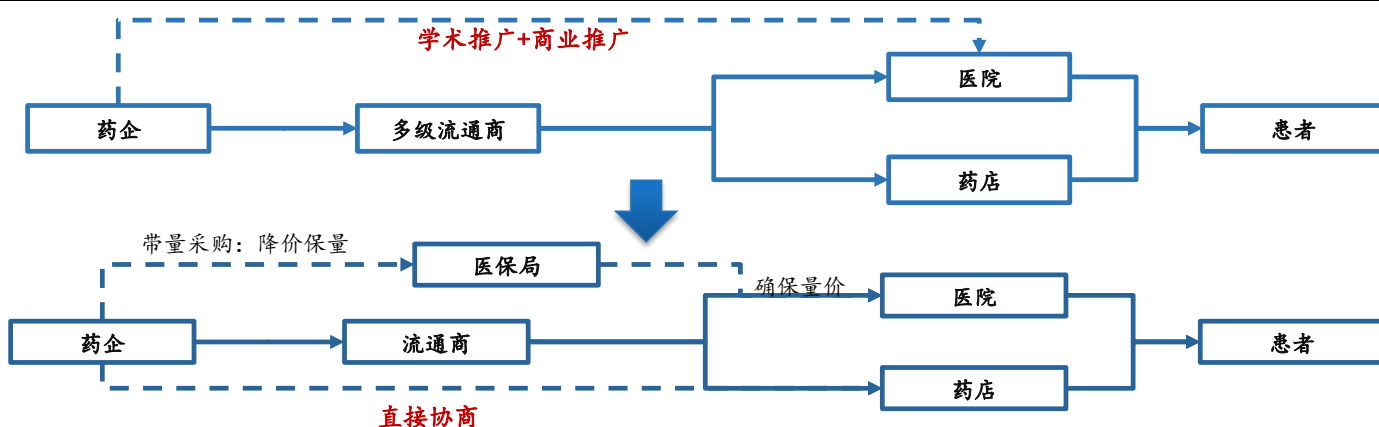 学术推广+商业推广
医院
药企
多级流通商
患者
药店
带量采购：降价保量
医保局
确保量价
医院
药企
流通商
患者
药店
直接协商